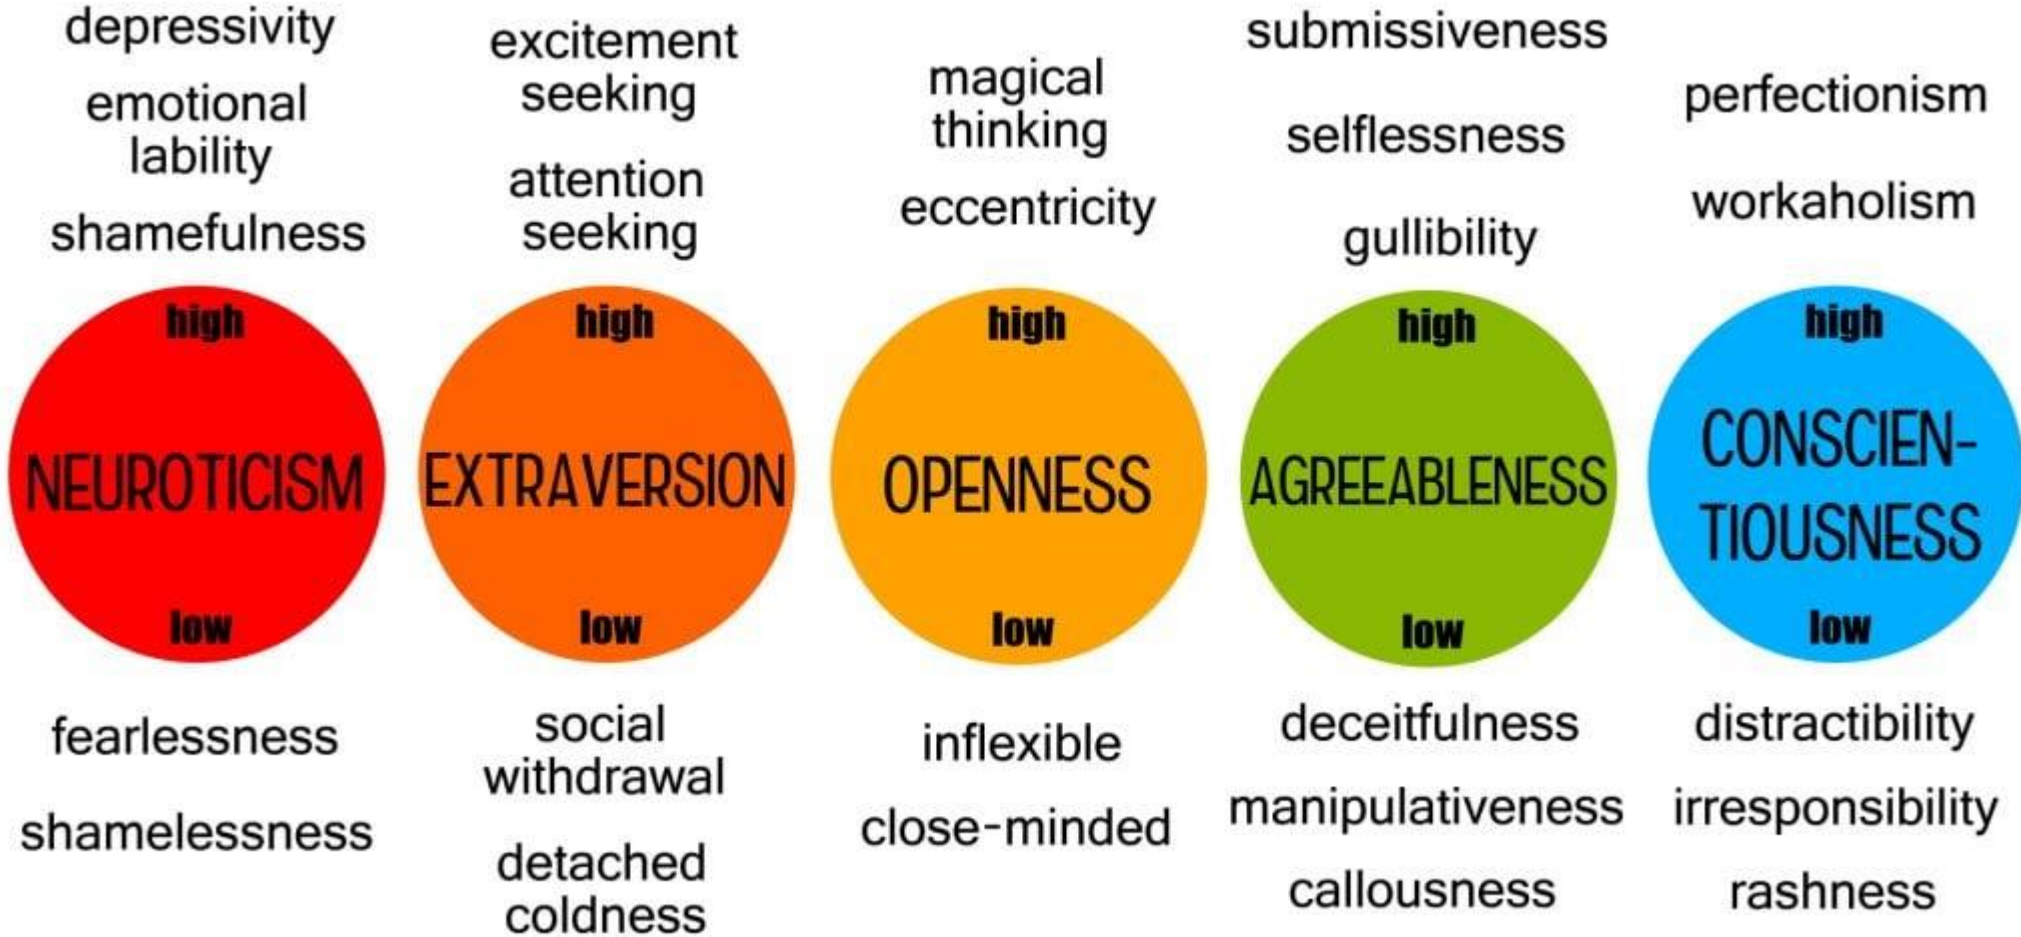 depressivity
emotional
lability
shamefulness
high
NEUROTICISM
low
fearlessness
shamelessness
excitement
seeking
attention
seeking
high
EXTRAVERSION
low
social
withdrawal
detached
coldness
magical
thinking
eccentricity
high
OPENNESS
low
inflexible
close-minded
submissiveness
selflessness
gullibility
high
AGREEABLENESS
low
deceitfulness
manipulativeness
callousness
perfectionism
workaholism
high
CONSCIEN-
TIOUSNESS
low
distractibility
irresponsibility
rashness